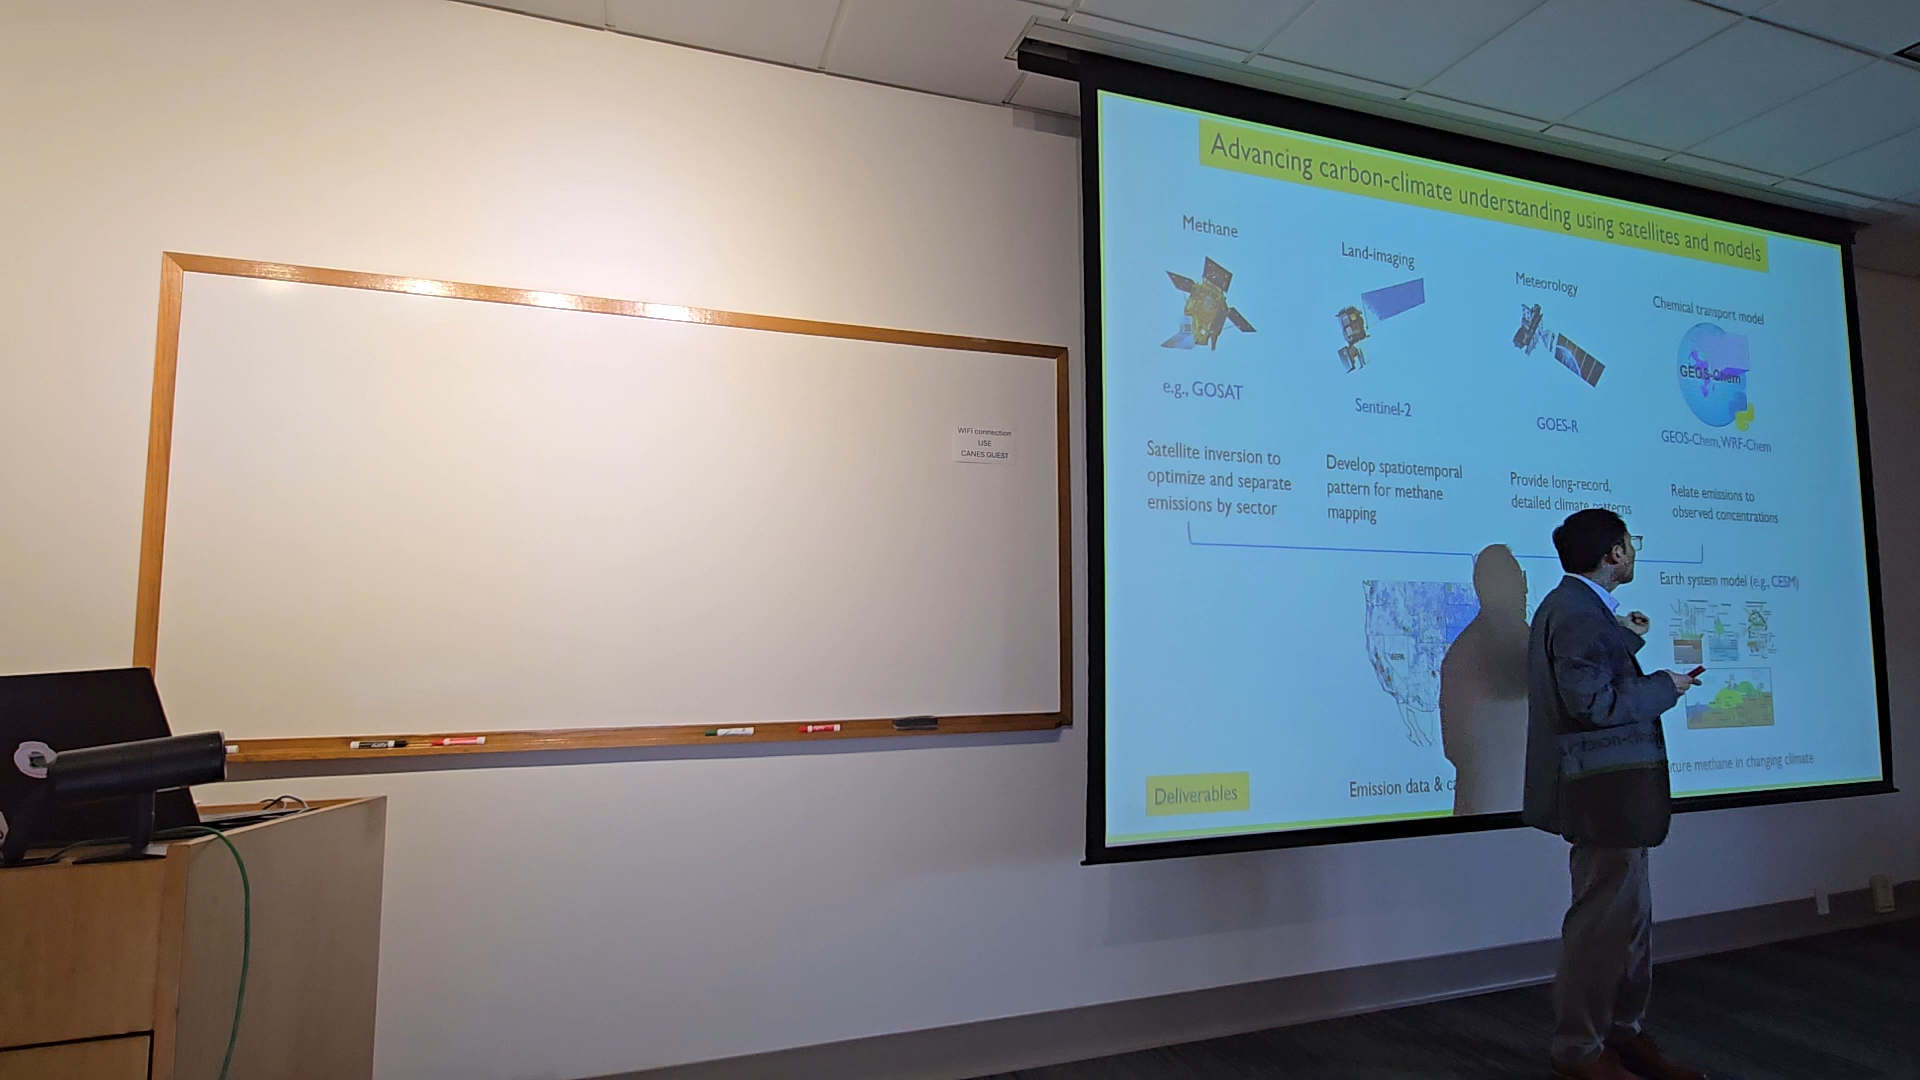 Advancing carbon-climate understanding using satellites and models
Methane
e.g., GOSAT
Satellite inversion to
optimize and separate
emissions by sector
Land-imaging
Sentinel-2
Develop spatiotemporal
pattern for methane
mapping
Meteorology
GOES-R
Provide long-record,
detailed climate patterns
Chemical transport model
GEOS-Chem
GEOS-Chem, WRF-Chem
Relate emissions to
observed concentrations
Earth system model (e.g., CESM)
Deliverables
Emission data &
methane in changing climate
WIFI connection
USE
CANES GUEST